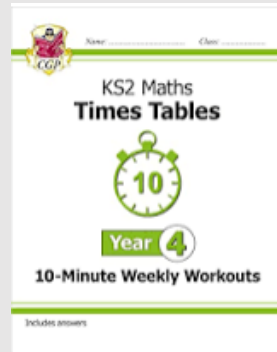 Name ........................ Class: ................
CGP
KS2 Maths
Times Tables
10
Year 4
10-Minute Weekly Workouts
Includes answers